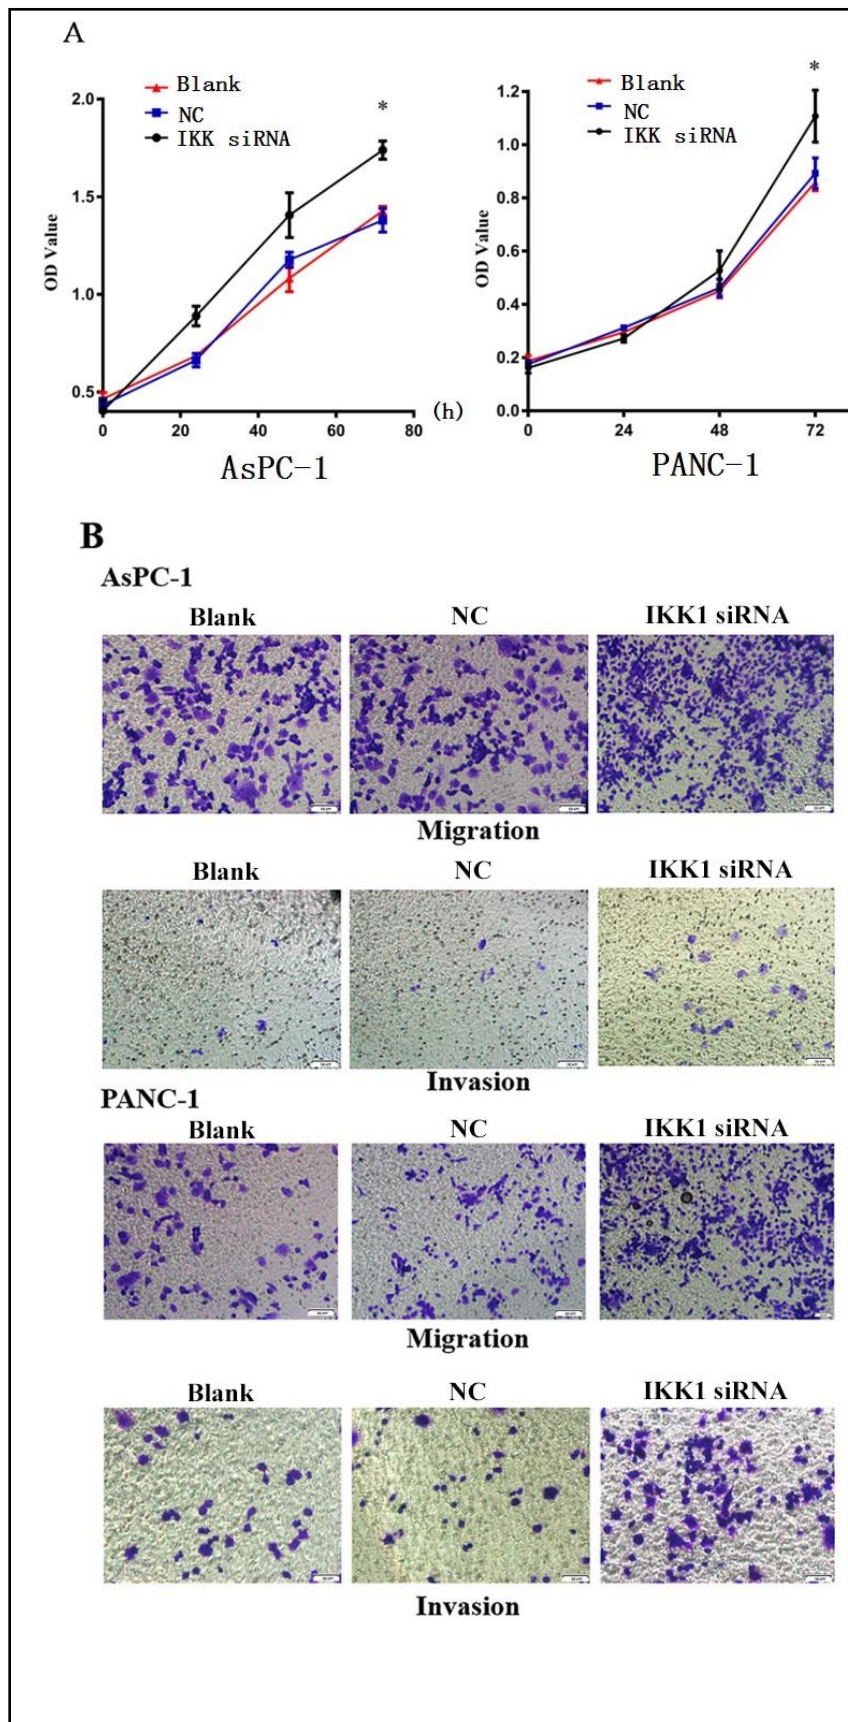 A
Blank
NC
IKK siRNA
*
2.0
1.5
1.0
0.5
OD Value
0 20 40 60 80
(h)
AsPC-1
Blank
NC
IKK siRNA
*
1.2
1.0
0.8
0.6
0.4
0.2
0.0
OD Value
0 24 48 72
PANC-1
B
AsPC-1
Blank NC IKK1 siRNA
Migration
Blank NC IKK1 siRNA
Invasion
PANC-1
Blank NC IKK1 siRNA
Migration
Blank NC IKK1 siRNA
Invasion